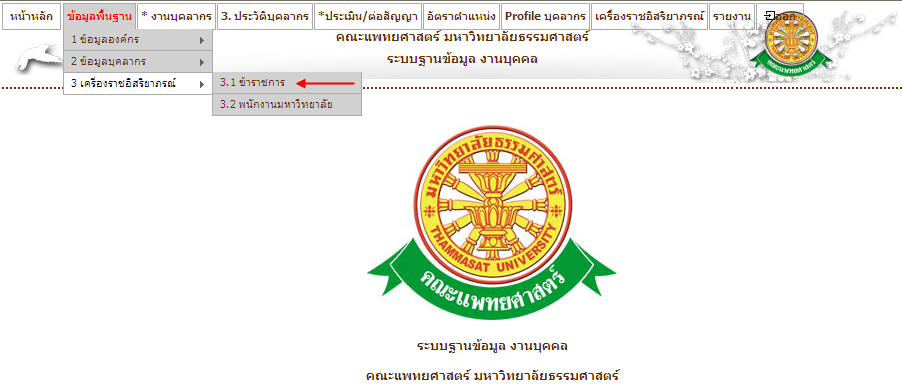 หน้าหลัก ข้อมูลพื้นฐาน * งานบุคลากร 3. ประวัติบุคลากร *ประเมิน/ต่อสัญญา อัตราตำแหน่ง Profile บุคลากร เครื่องราชอิสริยาภรณ์ รายงาน ออก
คณะแพทยศาสตร์ มหาวิทยาลัยธรรมศาสตร์
ระบบฐานข้อมูล งานบุคคล
1 ข้อมูลองค์กร
2 ข้อมูลบุคลากร
3 เครื่องราชอิสริยาภรณ์
3.1 ข้าราชการ
3.2 พนักงานมหาวิทยาลัย
มหาวิทยาลัยธรรมศาสตร์
THAMMASAT UNIVERSITY
คณะแพทยศาสตร์
ระบบฐานข้อมูล งานบุคคล
คณะแพทยศาสตร์ มหาวิทยาลัยธรรมศาสตร์